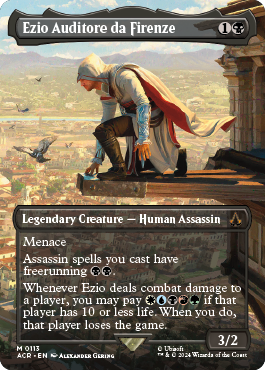 Ezio Auditore da Firenze 1
Legendary Creature — Human Assassin
Menace
Assassin spells you cast have
freerunning.
Whenever Ezio deals combat damage to
a player, you may pay if that
player has 10 or less life. When you do,
that player loses the game.
3/2
M 0113
ACR • EN ALEXANDER GERING
© Ubisoft
™ & © 2024 Wizards of the Coast